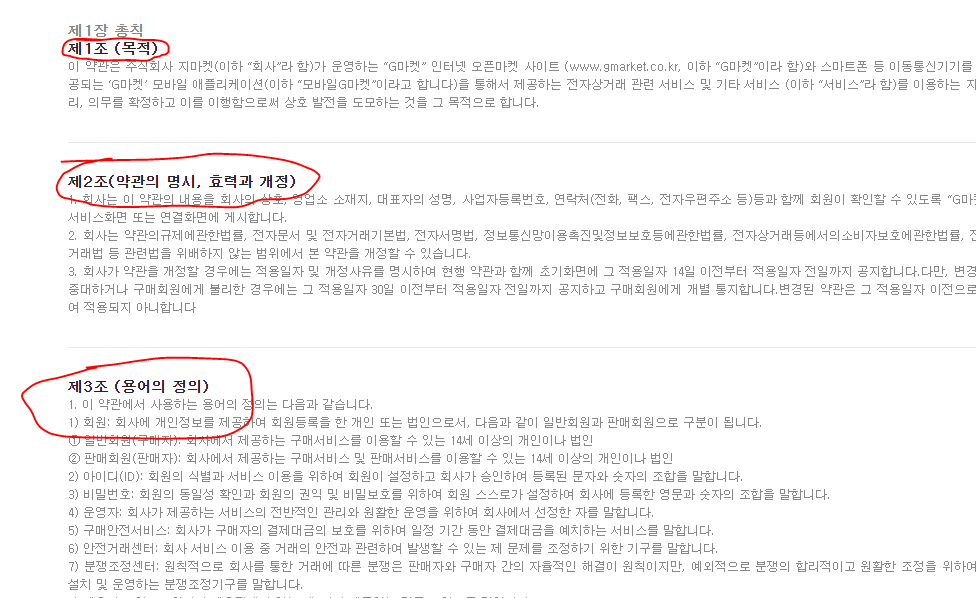 제1장 총칙
제1조 (목적)
이 약관은 주식회사 지마켓(이하 “회사”라 함)가 운영하는 “G마켓” 인터넷 오픈마켓 사이트 (www.gmarket.co.kr, 이하 “G마켓”이라 함)와 스마트폰 등 이동통신기기를
공되는 ‘G마켓’ 모바일 애플리케이션(이하 “모바일G마켓”이라고 합니다)을 통해서 제공하는 전자상거래 관련 서비스 및 기타 서비스 (이하 “서비스”라 함)를 이용하는
리, 의무를 확정하고 이를 이행함으로써 상호 발전을 도모하는 것을 그 목적으로 합니다.
제2조(약관의 명시, 효력과 개정)
1. 회사는 이 약관의 내용을 회사의 상호, 영업소 소재지, 대표자의 성명, 사업자등록번호, 연락처(전화, 팩스, 전자우편주소 등)등과 함께 회원이 확인할 수 있도록
서비스화면 또는 연결화면에 게시합니다.
2. 회사는 약관의규제에관한법률, 전자문서 및 전자거래기본법, 전자서명법, 정보통신망이용촉진및정보보호등에관한법률, 전자상거래등에서의소비자보호에관한법률,
거래법 등 관련법을 위배하지 않는 범위에서 본 약관을 개정할 수 있습니다.
3. 회사가 약관을 개정할 경우에는 적용일자 및 개정사유를 명시하여 현행 약관과 함께 초기화면에 그 적용일자 14일 이전부터 적용일자 전일까지 공지합니다.다만, 변경
중대하거나 구매회원에게 불리한 경우에는 그 적용일자 30일 이전부터 적용일자 전일까지 공지하고 구매회원에게 개별 통지합니다.변경된 약관은 그 적용일자 이전으로
여 적용되지 아니합니다
제3조 (용어의 정의)
1. 이 약관에서 사용하는 용어의 정의는 다음과 같습니다.
1) 회원: 회사에 개인정보를 제공하여 회원등록을 한 개인 또는 법인으로서, 다음과 같이 일반회원과 판매회원으로 구분이 됩니다.
① 일반회원(구매자): 회사에서 제공하는 구매서비스를 이용할 수 있는 14세 이상의 개인이나 법인
② 판매회원(판매자): 회사에서 제공하는 구매서비스 및 판매서비스를 이용할 수 있는 14세 이상의 개인이나 법인
2) 아이디(ID): 회원의 식별과 서비스 이용을 위하여 회원이 설정하고 회사가 승인하여 등록된 문자와 숫자의 조합을 말합니다.
3) 비밀번호: 회원의 동일성 확인과 회원의 권익 및 비밀보호를 위하여 회원 스스로가 설정하여 회사에 등록한 영문과 숫자의 조합을 말합니다.
4) 운영자: 회사가 제공하는 서비스의 전반적인 관리와 원활한 운영을 위하여 회사에서 선정한 자를 말합니다.
5) 구매안전서비스: 회사가 구매자의 결제대금의 보호를 위하여 일정 기간 동안 결제대금을 예치하는 서비스를 말합니다.
6) 안전거래센터: 회사 서비스 이용 중 거래의 안전과 관련하여 발생할 수 있는 제 문제를 조정하기 위한 기구를 말합니다.
7) 분쟁조정센터: 원칙적으로 회사를 통한 거래에 따른 분쟁은 판매자와 구매자 간의 자율적인 해결이 원칙이지만, 예외적으로 분쟁의 합리적이고 원활한 조정을 위하여
설치 및 운영하는 분쟁조정기구를 말합니다.